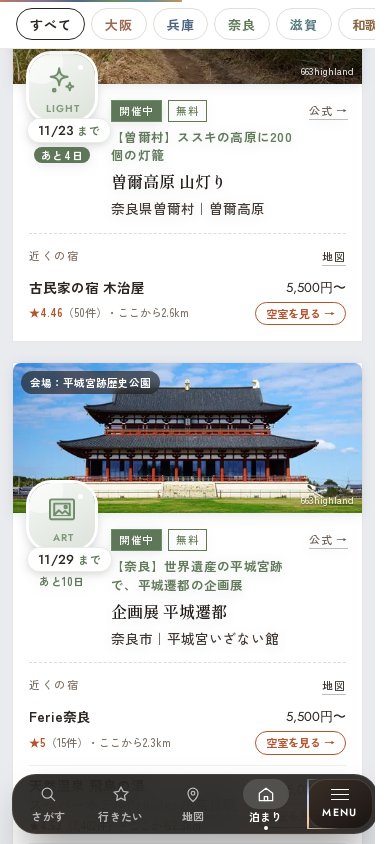 すべて
大阪
兵庫
奈良
滋賀
和歌
663highland
LIGHT
11/23 まで
あと4日
開催中
無料
公式 →
【曽爾村】ススキの高原に200
個の灯籠
曽爾高原 山灯り
奈良県曽爾村｜曽爾高原
近くの宿
地図
古民家の宿 木治屋
5,500円〜
★4.46（50件）・ここから2.6km
空室を見る →
会場：平城宮跡歴史公園
663highland
ART
11/29 まで
あと10日
開催中
無料
公式 →
【奈良】世界遺産の平城宮跡
で、平城遷都の企画展
企画展 平城遷都
奈良市｜平城宮いざない館
近くの宿
地図
Ferie奈良
5,500円〜
★5（15件）・ここから2.3km
空室を見る →
さがす
行きたい
地図
泊まり
MENU